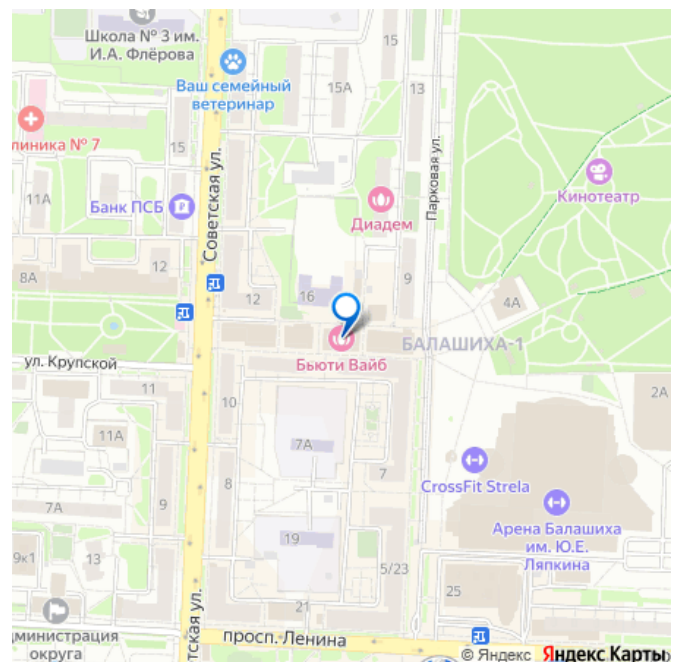 Школа № 3 им.
И.А. Флёрова
15
Ваш семейный
ветеринар
15А
13
линика № 7
15
Советская ул.
Парковая ул.
Кинотеатр
11А
Банк ПСБ
Диадем
12
8А
16
9
4А
12
БАЛАШИХА-1
ул. Крупской
Бьюти Вайб
11
2А
10
11А
7А
7
CrossFit Strela
8
7А
9
Арена Балашиха
им. Ю.Е.
Ляпкина
19
9к1
13
5/23
25
21
дминистрация
округа
тская ул.
просп. Ленина
© Яндекс Яндекс Карты